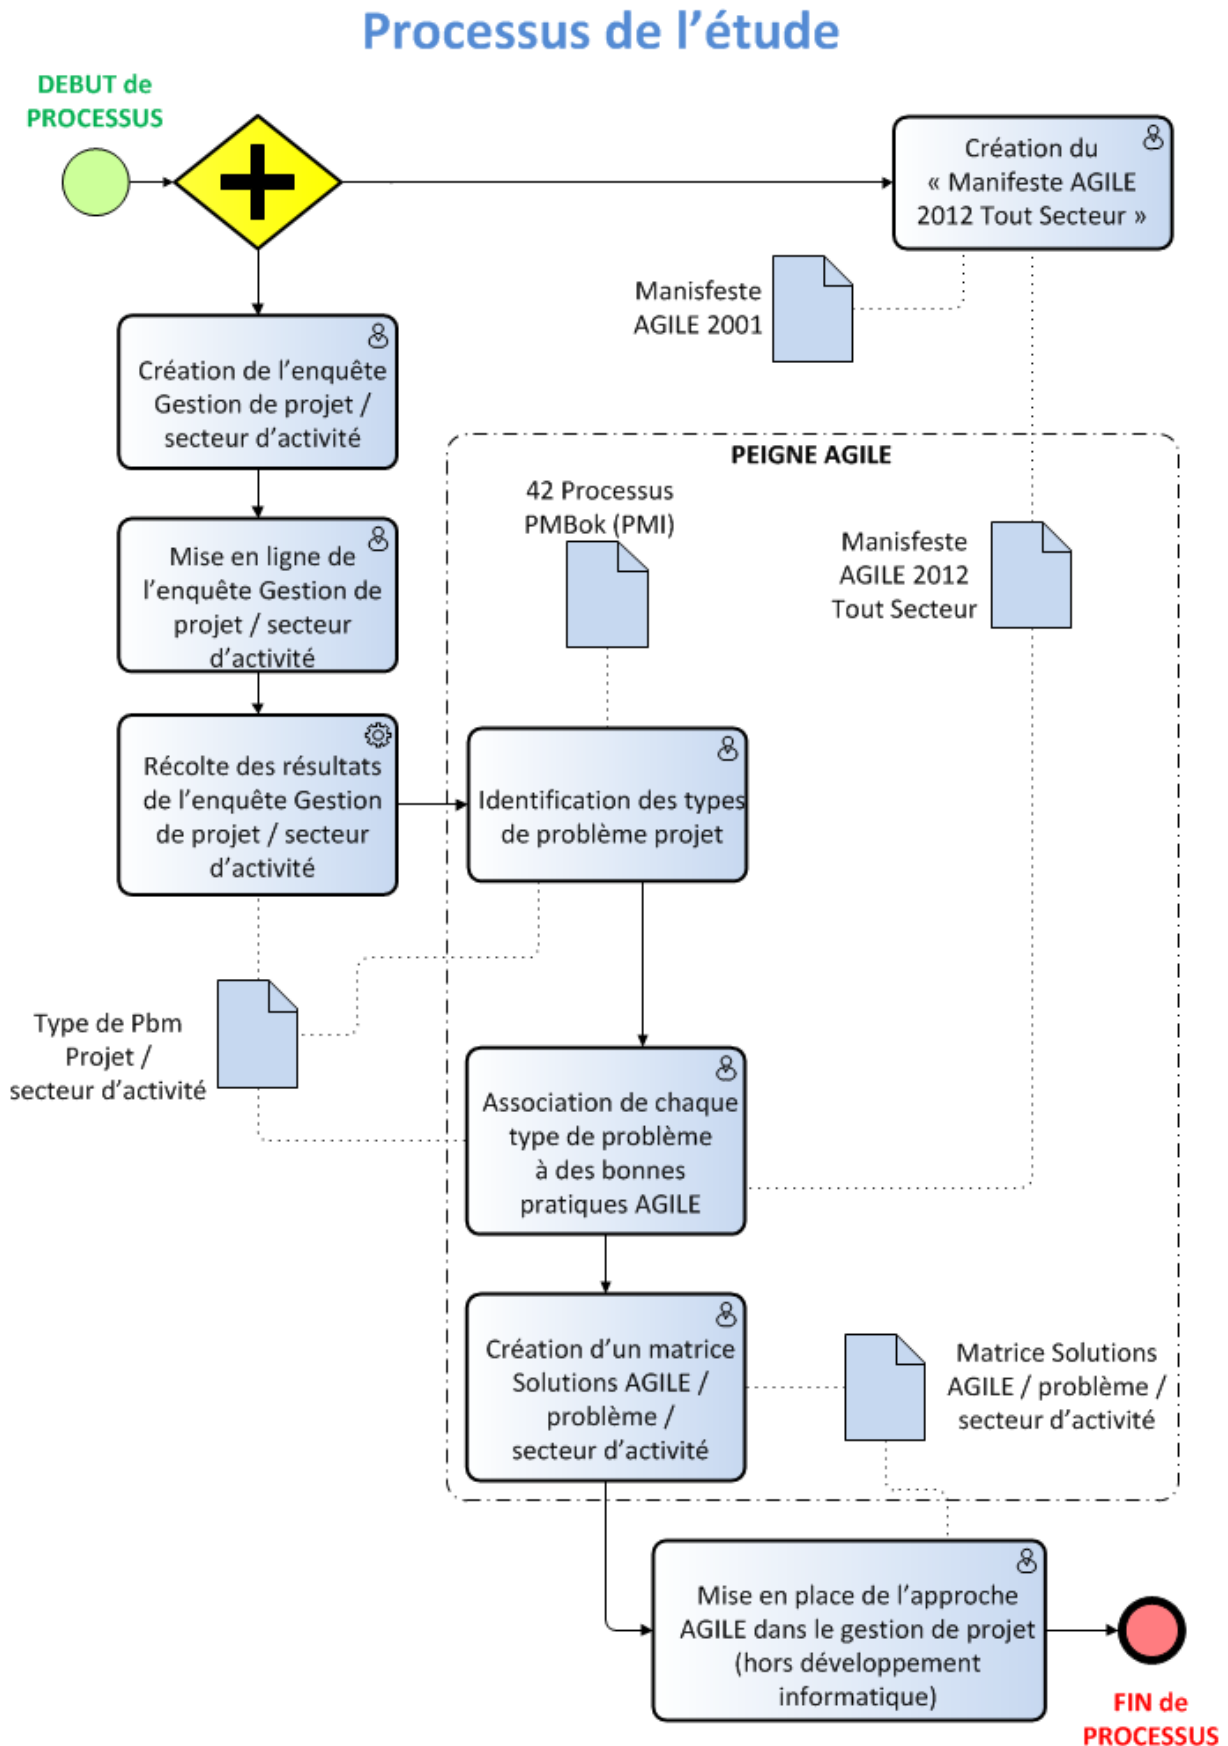 Processus de l’étude
DEBUT de
PROCESSUS
Création du
« Manifeste AGILE
2012 Tout Secteur »
Manisfeste
AGILE 2001
Création de l’enquête
Gestion de projet /
secteur d’activité
PEIGNE AGILE
42 Processus
PMBok (PMI)
Mise en ligne de
l’enquête Gestion de
projet / secteur
d’activité
Manisfeste
AGILE 2012
Tout Secteur
Récolte des résultats
de l’enquête Gestion
de projet / secteur
d’activité
Identification des types
de problème projet
Type de Pbm
Projet /
secteur d’activité
Association de chaque
type de problème
à des bonnes
pratiques AGILE
Création d’un matrice
Solutions AGILE /
problème /
secteur d’activité
Matrice Solutions
AGILE / problème /
secteur d’activité
Mise en place de l’approche
AGILE dans le gestion de projet
(hors développement
informatique)
FIN de
PROCESSUS